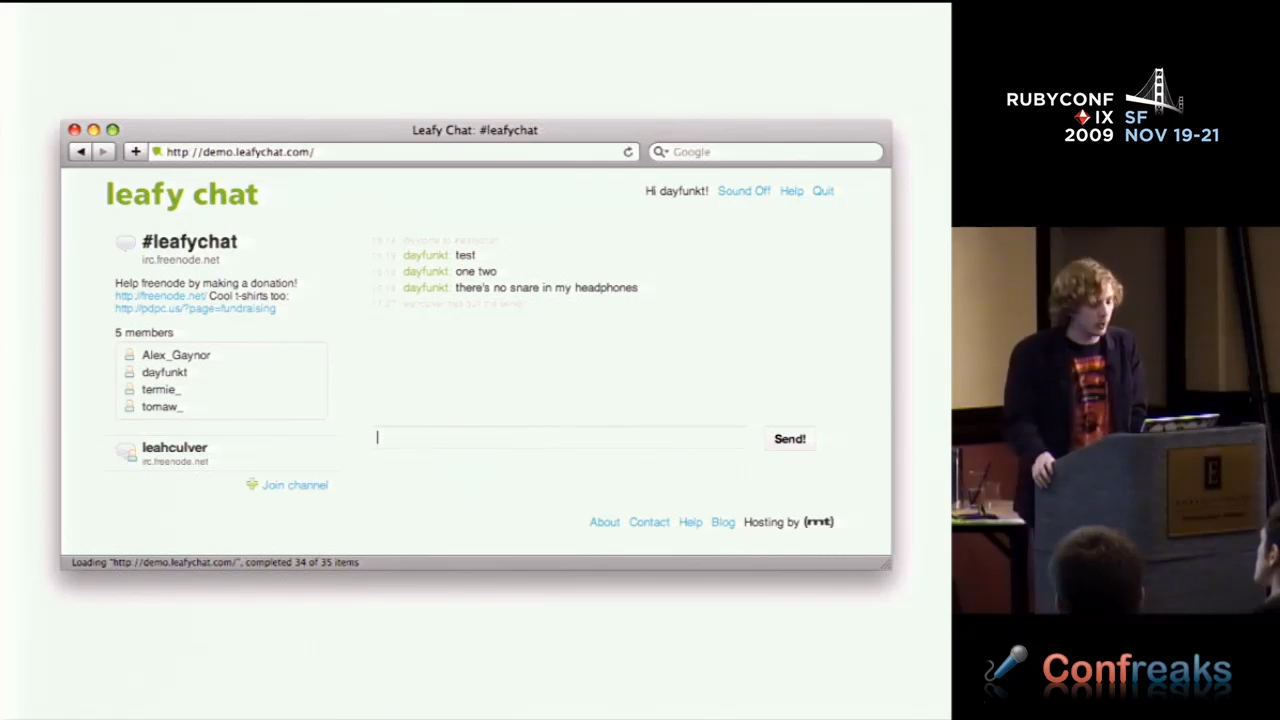 Leafy Chat: #leafychat
http://demo.leafychat.com/
Google
leafy chat
Hi dayfunkt! Sound Off Help Quit
#leafychat
irc.freenode.net
Help freenode by making a donation!
http://freenode.net/ Cool t-shirts too:
http://pdpc.us/?page=fundraising
5 members
Alex_Gaynor
dayfunkt
termie_
tomaw_
leahculver
irc.freenode.net
Join channel
dayfunkt: test
dayfunkt: one two
dayfunkt: there's no snare in my headphones
Send!
About Contact Help Blog Hosting by (mt)
Loading "http://demo.leafychat.com/", completed 34 of 35 items
RUBYCONF
IX SF
2009 NOV 19-21
E
Confreaks